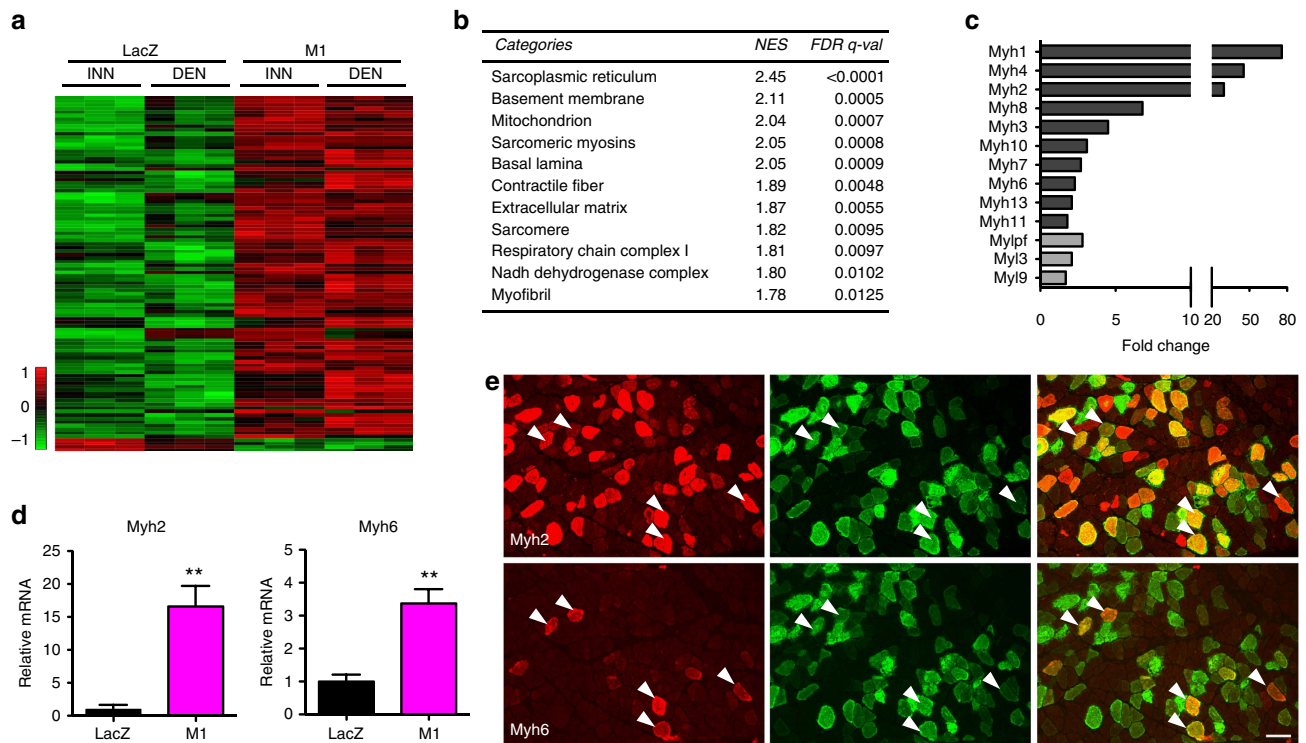 a
LacZ M1
INN DEN INN DEN
1
0
−1
b
Categories NES FDR q-val
Sarcoplasmic reticulum 2.45 <0.0001
Basement membrane 2.11 0.0005
Mitochondrion 2.04 0.0007
Sarcomeric myosins 2.05 0.0008
Basal lamina 2.05 0.0009
Contractile fiber 1.89 0.0048
Extracellular matrix 1.87 0.0055
Sarcomere 1.82 0.0095
Respiratory chain complex I 1.81 0.0097
Nadh dehydrogenase complex 1.80 0.0102
Myofibril 1.78 0.0125
c
Myh1
Myh4
Myh2
Myh8
Myh3
Myh10
Myh7
Myh6
Myh13
Myh11
Mylpf
Myl3
Myl9
0 5 10 20 50 80
Fold change
d
Myh2
Relative mRNA
25
20
15
10
5
0
**
LacZ M1
Myh6
Relative mRNA
5
4
3
2
1
0
**
LacZ M1
e
Myh2
Myh6